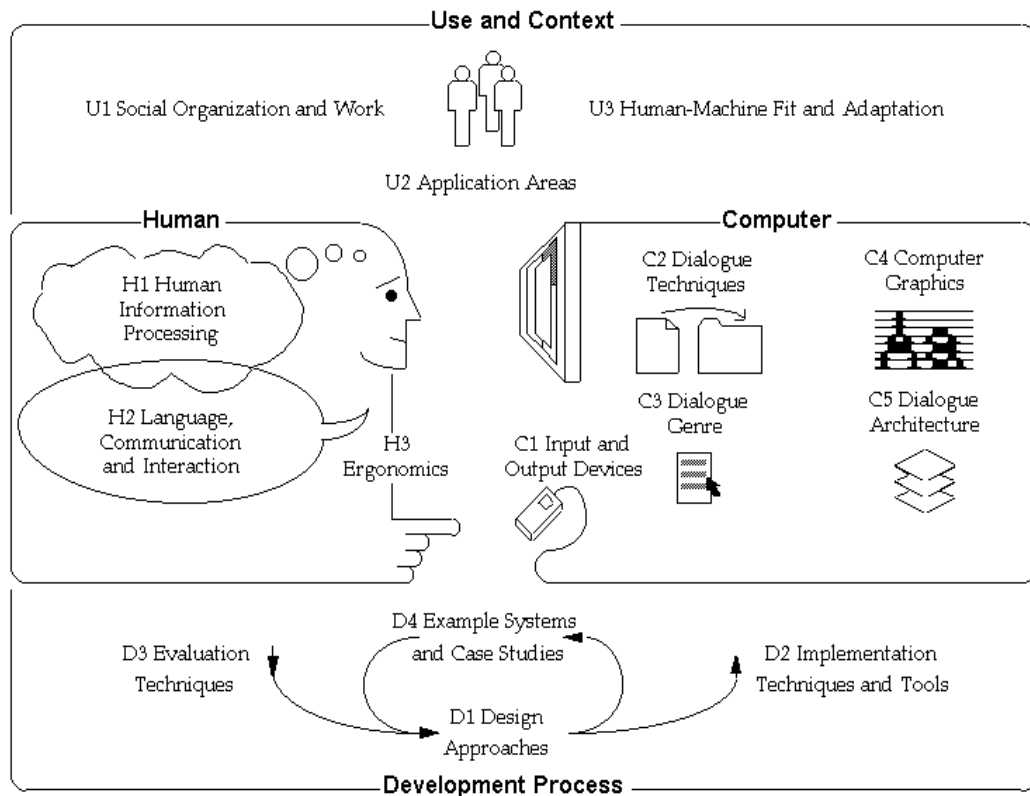 Use and Context
U1 Social Organization and Work
U3 Human-Machine Fit and Adaptation
U2 Application Areas
Human
H1 Human
Information
Processing
H2 Language,
Communication
and Interaction
H3
Ergonomics
Computer
C2 Dialogue
Techniques
C4 Computer
Graphics
C3 Dialogue
Genre
C5 Dialogue
Architecture
C1 Input and
Output Devices
D4 Example Systems
and Case Studies
D3 Evaluation
Techniques
D2 Implementation
Techniques and Tools
D1 Design
Approaches
Development Process